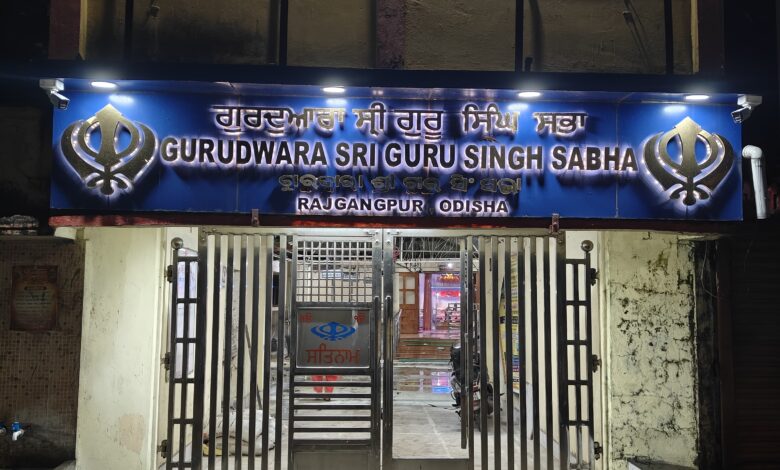 ਗੁਰਦੁਆਰਾ ਸ੍ਰੀ ਗੁਰੂ ਸਿੰਘ ਸਭਾ
GURUDWARA SRI GURU SINGH SABHA
RAJGANGPUR ODISHA
ਸਤਿਨਾਮ